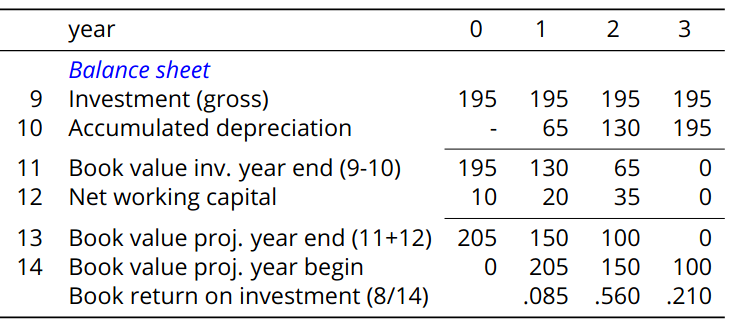 year 0 1 2 3
Balance sheet
9 Investment (gross) 195 195 195 195
10 Accumulated depreciation - 65 130 195
11 Book value inv. year end (9-10) 195 130 65 0
12 Net working capital 10 20 35 0
13 Book value proj. year end (11+12) 205 150 100 0
14 Book value proj. year begin 0 205 150 100
Book return on investment (8/14) .085 .560 .210